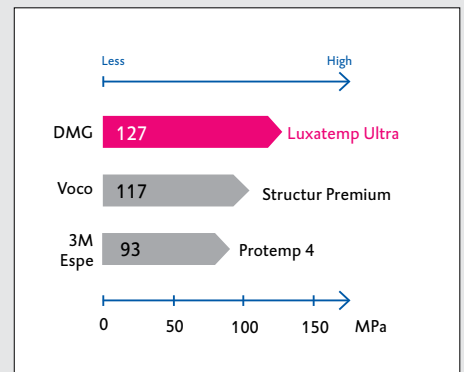 Less High
DMG 127 Luxatemp Ultra
Voco 117 Structur Premium
3M
Espe 93 Protemp 4
0 50 100 150 MPa